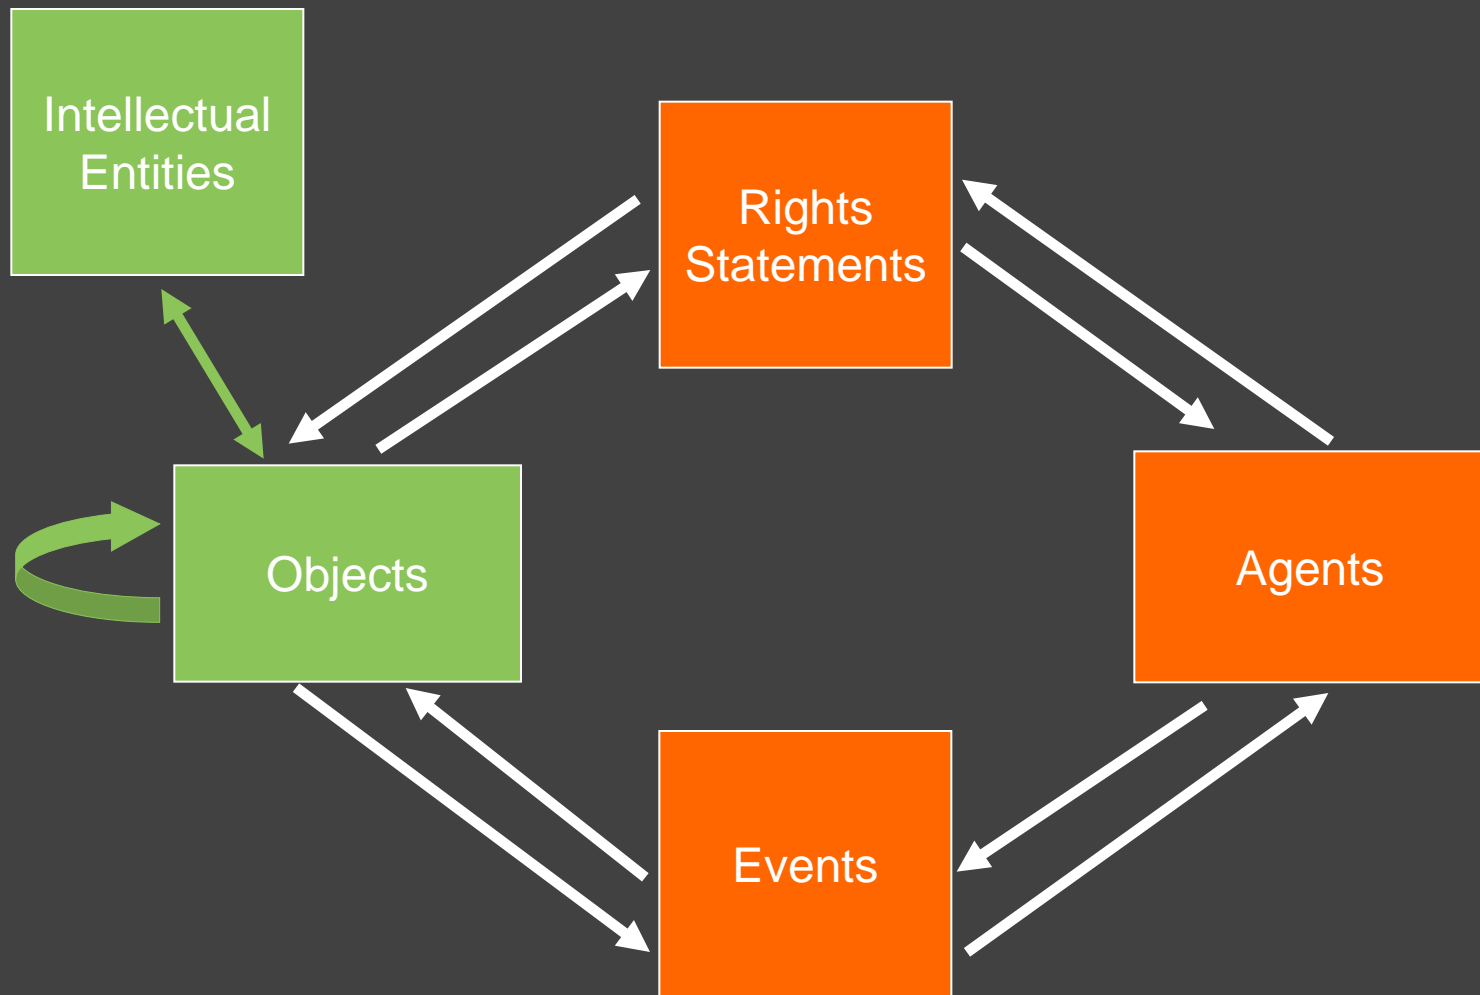 Intellectual
Entities
Rights
Statements
Objects
Agents
Events